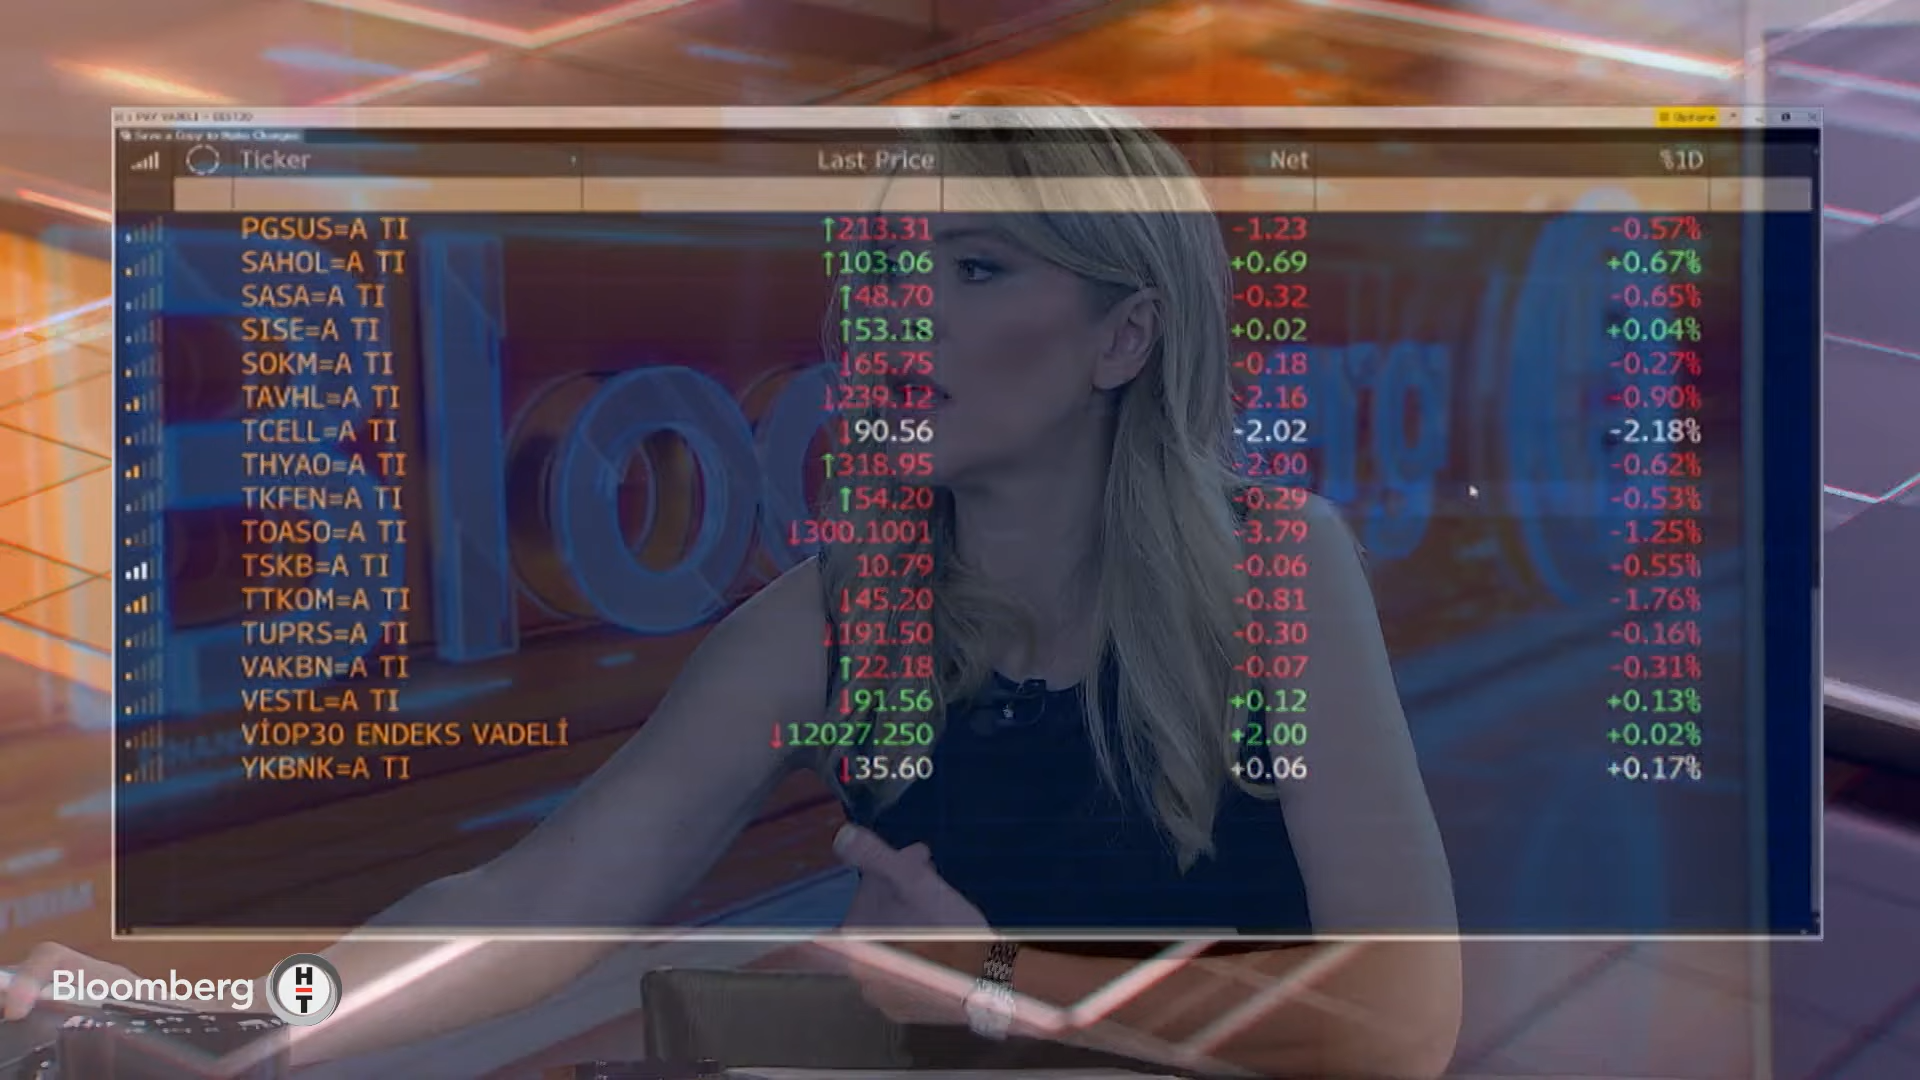 Save a Copy to Make Changes
Ticker Last Price Net %1D
PGSUS=A TI ↑213.31 -1.23 -0.57%
SAHOL=A TI ↑103.06 +0.69 +0.67%
SASA=A TI ↑48.70 -0.32 -0.65%
SISE=A TI ↑53.18 +0.02 +0.04%
SOKM=A TI ↓65.75 -0.18 -0.27%
TAVHL=A TI ↓239.12 -2.16 -0.90%
TCELL=A TI ↓90.56 -2.02 -2.18%
THYAO=A TI ↑318.95 -2.00 -0.62%
TKFEN=A TI ↑54.20 -0.29 -0.53%
TOASO=A TI ↓300.1001 -3.79 -1.25%
TSKB=A TI 10.79 -0.06 -0.55%
TTKOM=A TI ↓45.20 -0.81 -1.76%
TUPRS=A TI ↓191.50 -0.30 -0.16%
VAKBN=A TI ↑22.18 -0.07 -0.31%
VESTL=A TI ↓91.56 +0.12 +0.13%
VİOP30 ENDEKS VADELİ ↓12027.250 +2.00 +0.02%
YKBNK=A TI ↓35.60 +0.06 +0.17%
Bloomberg HT